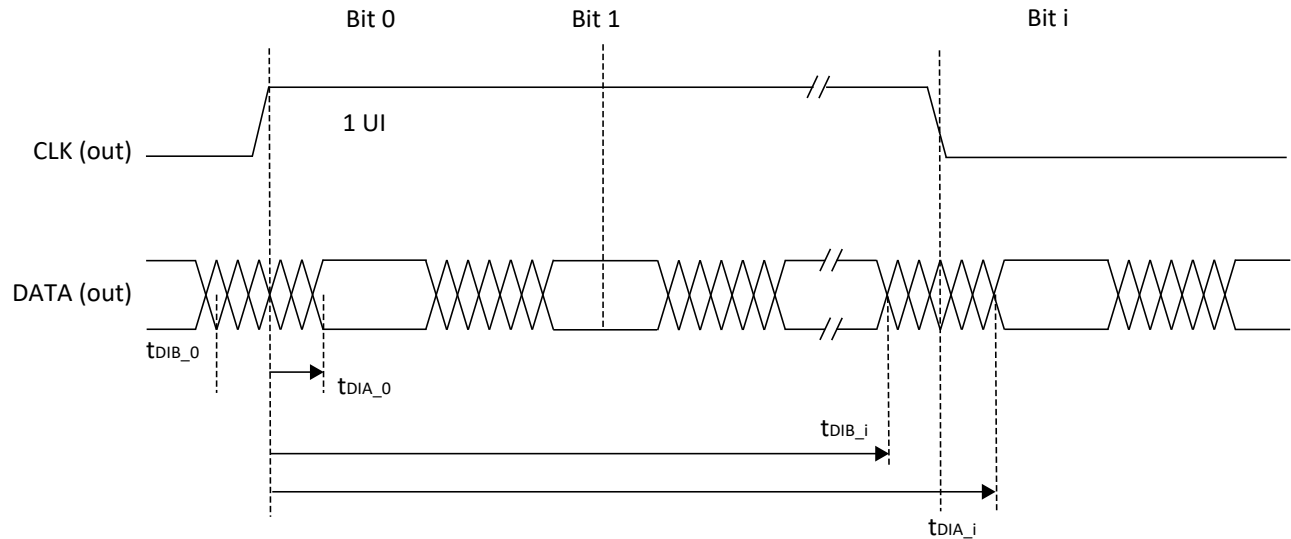 Bit 0 Bit 1 Bit i
1 UI
CLK (out)
DATA (out)
tDIB_0
tDIA_0
tDIB_i
tDIA_i